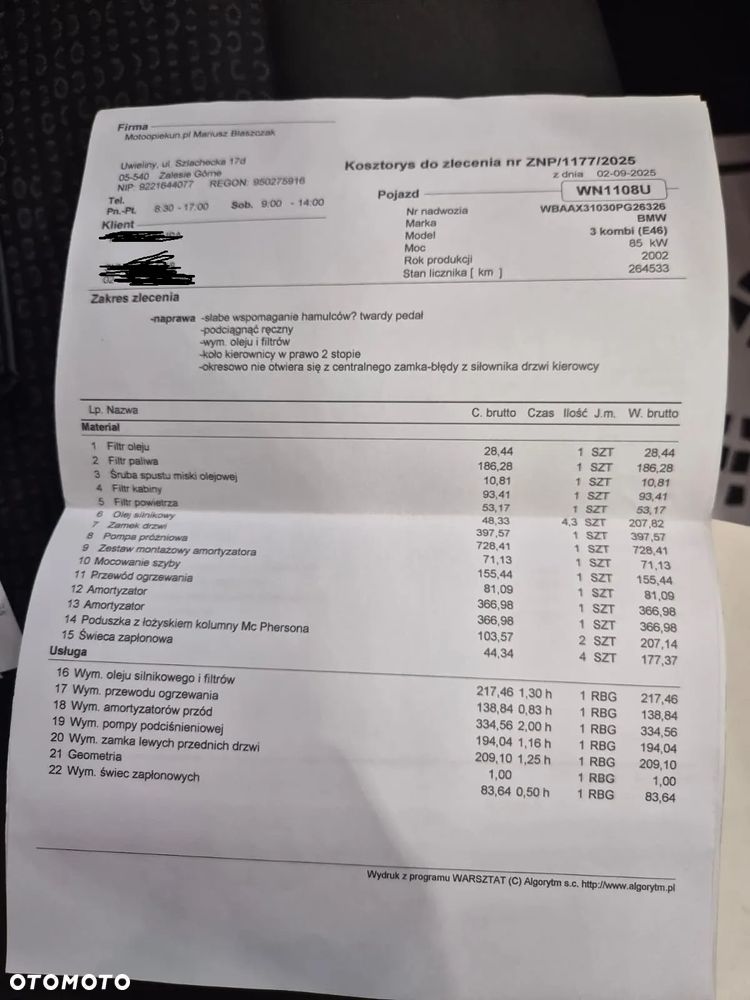 Firma
Motoopiekun.pl Mariusz Błaszczak
Uwieliny, ul. Szlachecka 17d
05-540 Zalesie Górne
NIP: 9221644077 REGON: 950275916
Tel.
Pn.-Pt. 8:30 - 17:00 Sob. 9:00 - 14:00
Klient
Kosztorys do zlecenia nr ZNP/1177/2025
z dnia 02-09-2025
Pojazd WN1108U
Nr nadwozia WBAAX31030PG26326
Marka BMW
Model 3 kombi (E46)
Moc 85 kW
Rok produkcji 2002
Stan licznika [ km ] 264533
Zakres zlecenia
-naprawa -słabe wspomaganie hamulców? twardy pedał
-podciągnąć ręczny
-wym. oleju i filtrów
-koło kierownicy w prawo 2 stopie
-okresowo nie otwiera się z centralnego zamka-błędy z siłownika drzwi kierowcy
Lp. Nazwa C. brutto Czas Ilość J.m. W. brutto
Materiał
1 Filtr oleju 28,44 1 SZT 28,44
2 Filtr paliwa 186,28 1 SZT 186,28
3 Śruba spustu miski olejowej 10,81 1 SZT 10,81
4 Filtr kabiny 93,41 1 SZT 93,41
5 Filtr powietrza 53,17 1 SZT 53,17
6 Olej silnikowy 48,33 4,3 SZT 207,82
7 Zamek drzwi 397,57 1 SZT 397,57
8 Pompa próżniowa 728,41 1 SZT 728,41
9 Zestaw montażowy amortyzatora 71,13 1 SZT 71,13
10 Mocowanie szyby 155,44 1 SZT 155,44
11 Przewód ogrzewania 81,09 1 SZT 81,09
12 Amortyzator 366,98 1 SZT 366,98
13 Amortyzator 366,98 1 SZT 366,98
14 Poduszka z łożyskiem kolumny Mc Phersona 103,57 2 SZT 207,14
15 Świeca zapłonowa 44,34 4 SZT 177,37
Usługa
16 Wym. oleju silnikowego i filtrów 217,46 1,30 h 1 RBG 217,46
17 Wym. przewodu ogrzewania 138,84 0,83 h 1 RBG 138,84
18 Wym. amortyzatorów przód 334,56 2,00 h 1 RBG 334,56
19 Wym. pompy podciśnieniowej 194,04 1,16 h 1 RBG 194,04
20 Wym. zamka lewych przednich drzwi 209,10 1,25 h 1 RBG 209,10
21 Geometria 1,00 1 RBG 1,00
22 Wym. świec zapłonowych 83,64 0,50 h 1 RBG 83,64
Wydruk z programu WARSZTAT (C) Algorytm s.c. http://www.algorytm.pl
OTOMOTO